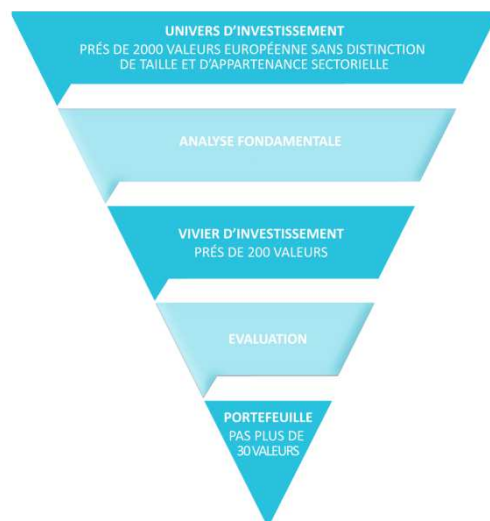 UNIVERS D'INVESTISSEMENT
PRÉS DE 2000 VALEURS EUROPÉENNE SANS DISTINCTION
DE TAILLE ET D'APPARTENANCE SECTORIELLE
ANALYSE FONDAMENTALE
VIVIER D'INVESTISSEMENT
PRÉS DE 200 VALEURS
EVALUATION
PORTEFEUILLE
PAS PLUS DE
30 VALEURS